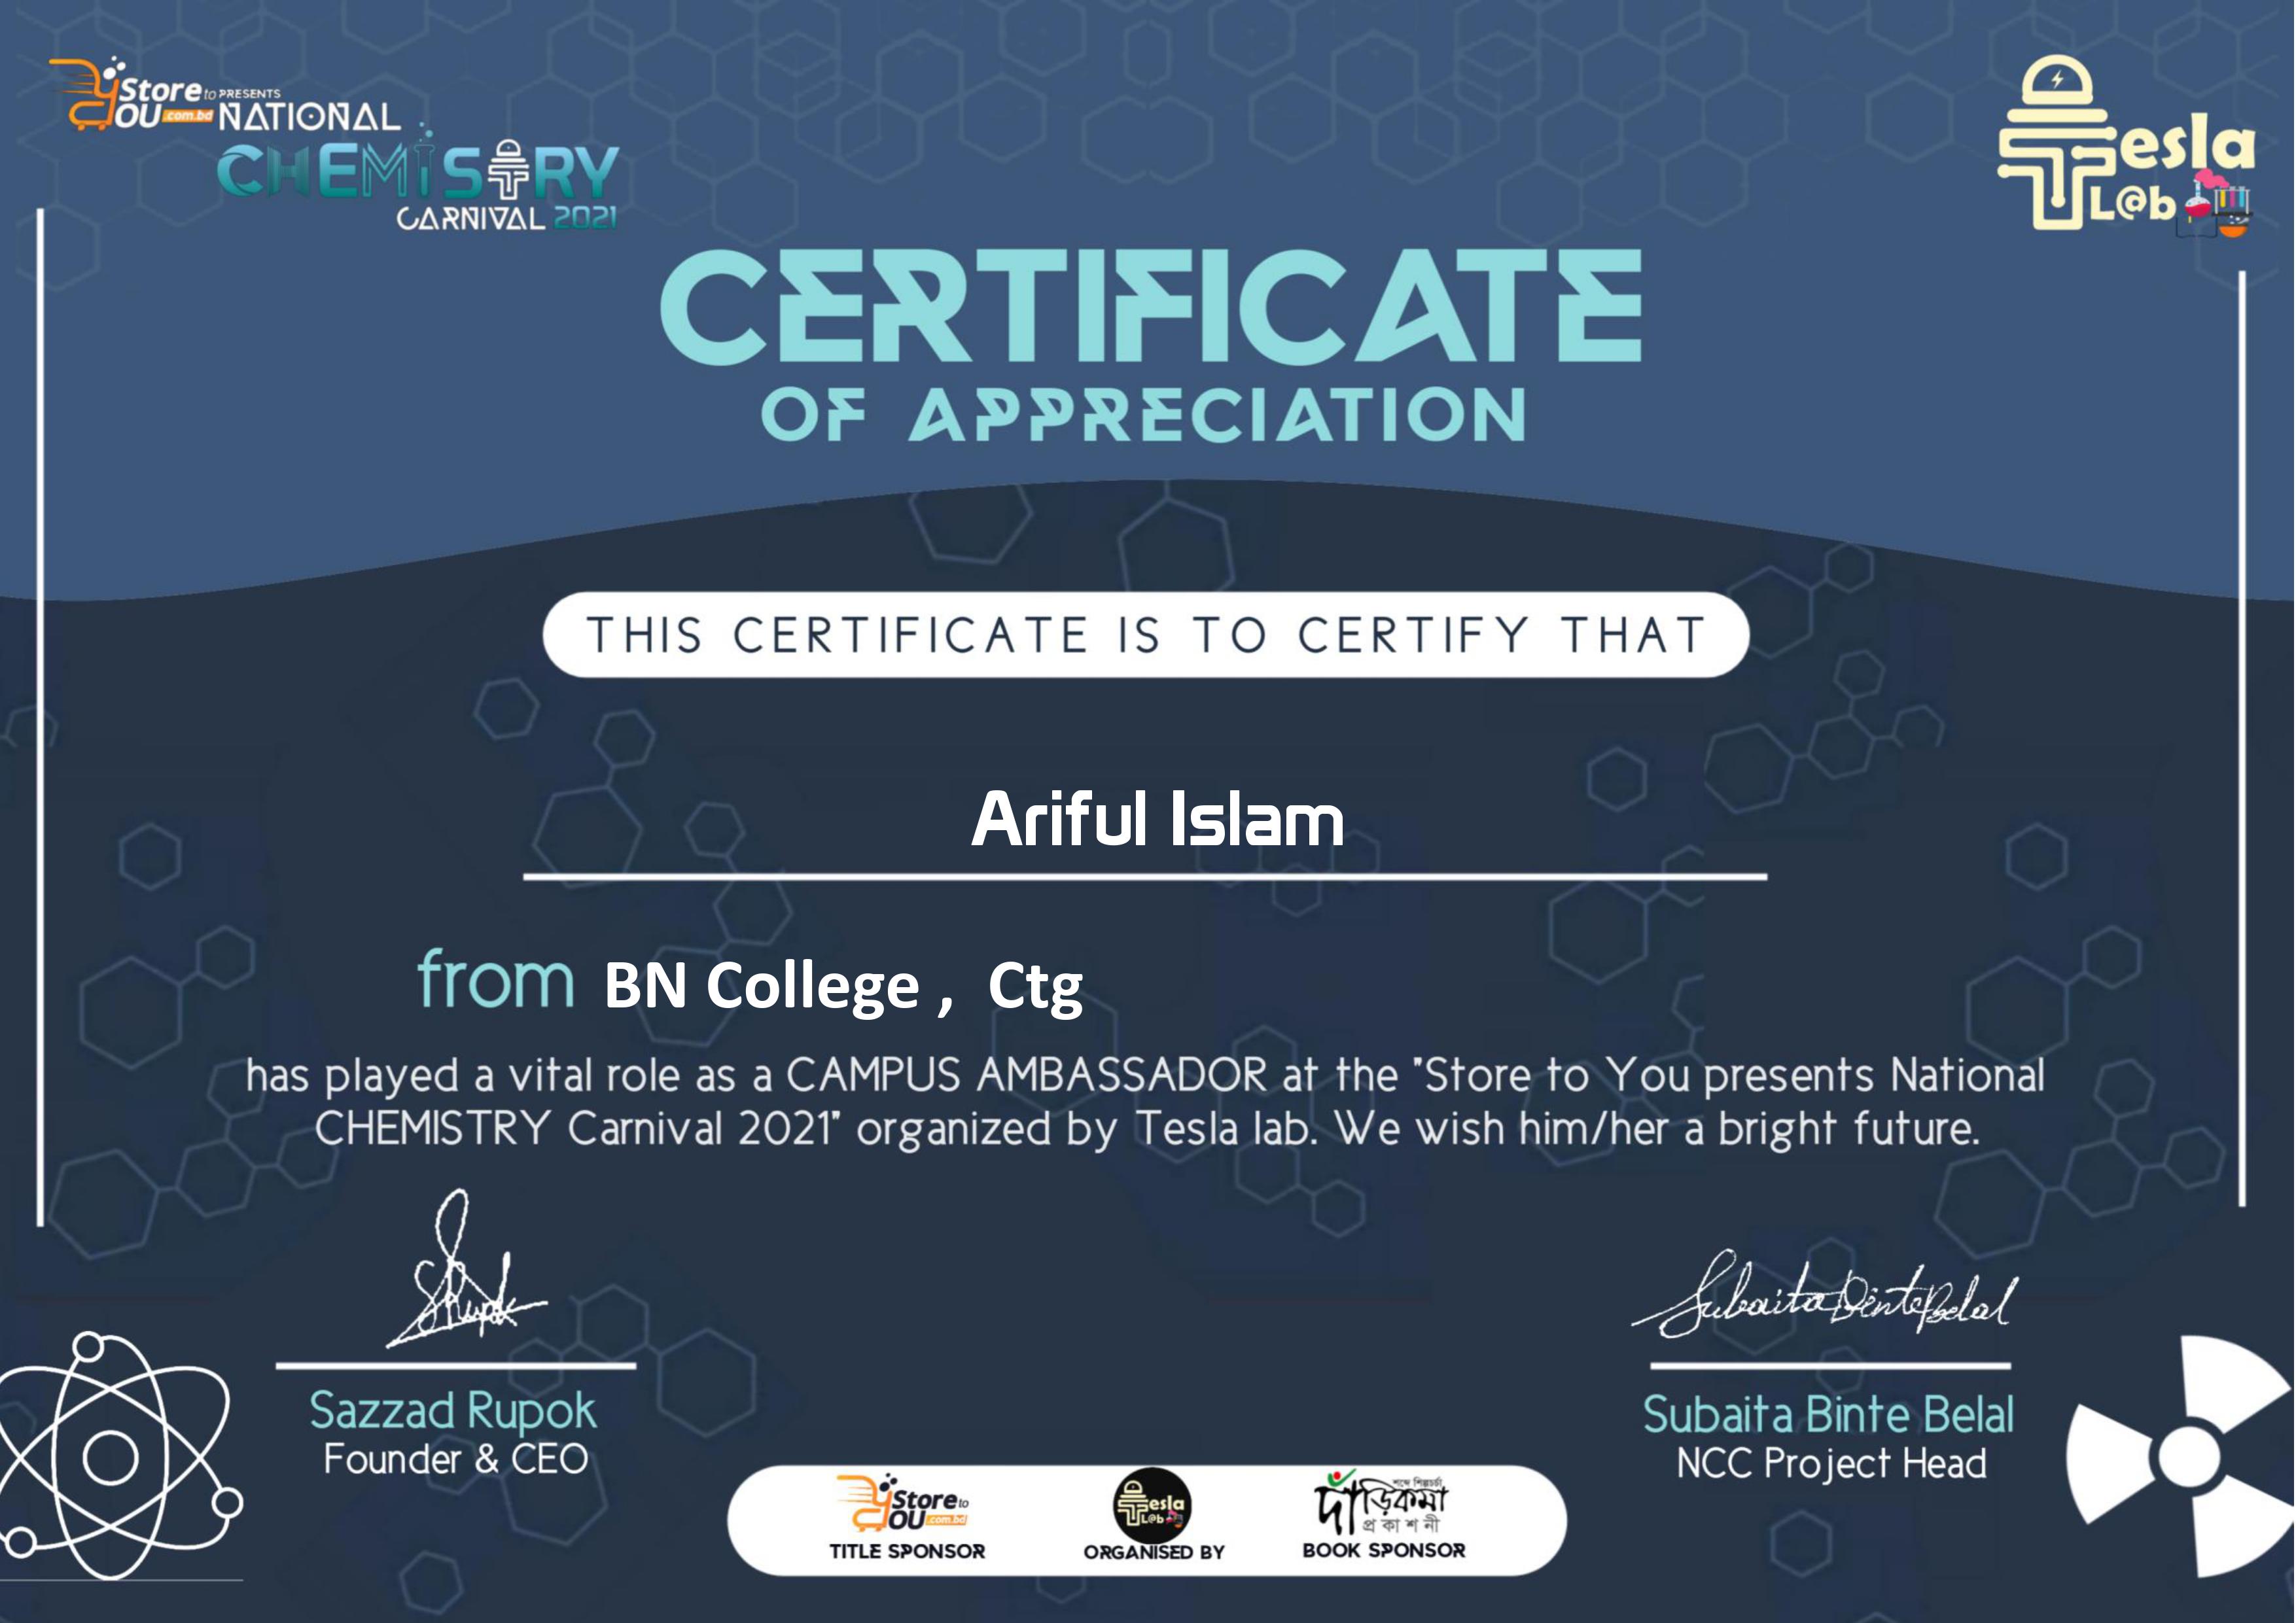 Store to PRESENTS
YOU .com.bd NATIONAL
CHEMISTRY
CARNIVAL 2021
Tesla
L@b
CERTIFICATE
OF APPRECIATION
THIS CERTIFICATE IS TO CERTIFY THAT
Ariful Islam
from BN College , Ctg
has played a vital role as a CAMPUS AMBASSADOR at the "Store to You presents National
CHEMISTRY Carnival 2021" organized by Tesla lab. We wish him/her a bright future.
Subaita Binte Belal
Sazzad Rupok
Founder & CEO
Subaita Binte Belal
NCC Project Head
Store to
YOU .com.bd
TITLE SPONSOR
Tesla
L@b
ORGANISED BY
শব্দে শিল্পচর্চা
দাঁড়িকমা
প্রকাশনী
BOOK SPONSOR